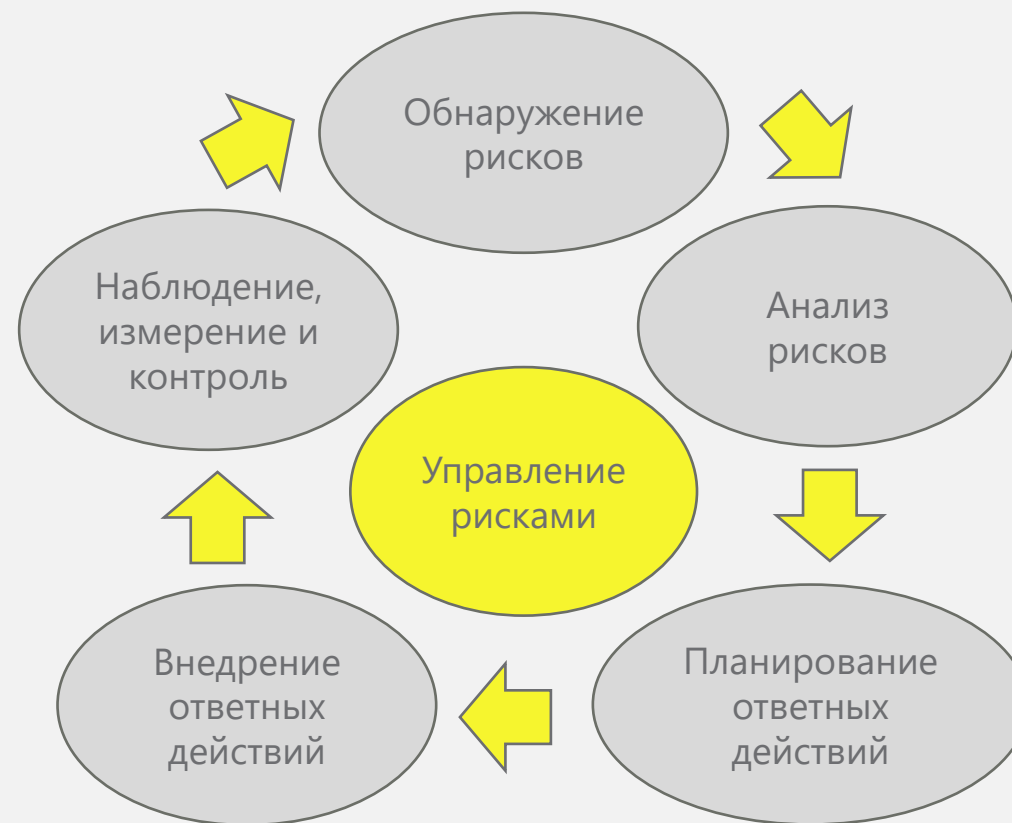 Обнаружение
рисков
Анализ
рисков
Планирование
ответных
действий
Внедрение
ответных
действий
Наблюдение,
измерение и
контроль
Управление
рисками